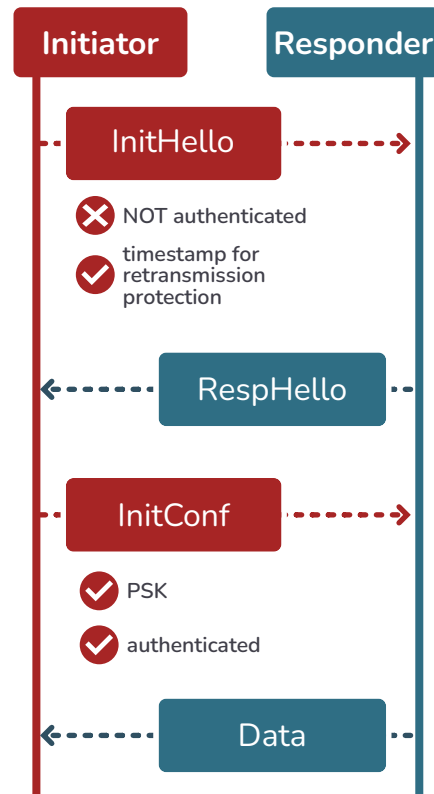 Initiator
Responder
InitHello
NOT authenticated
timestamp for
retransmission
protection
RespHello
InitConf
PSK
authenticated
Data